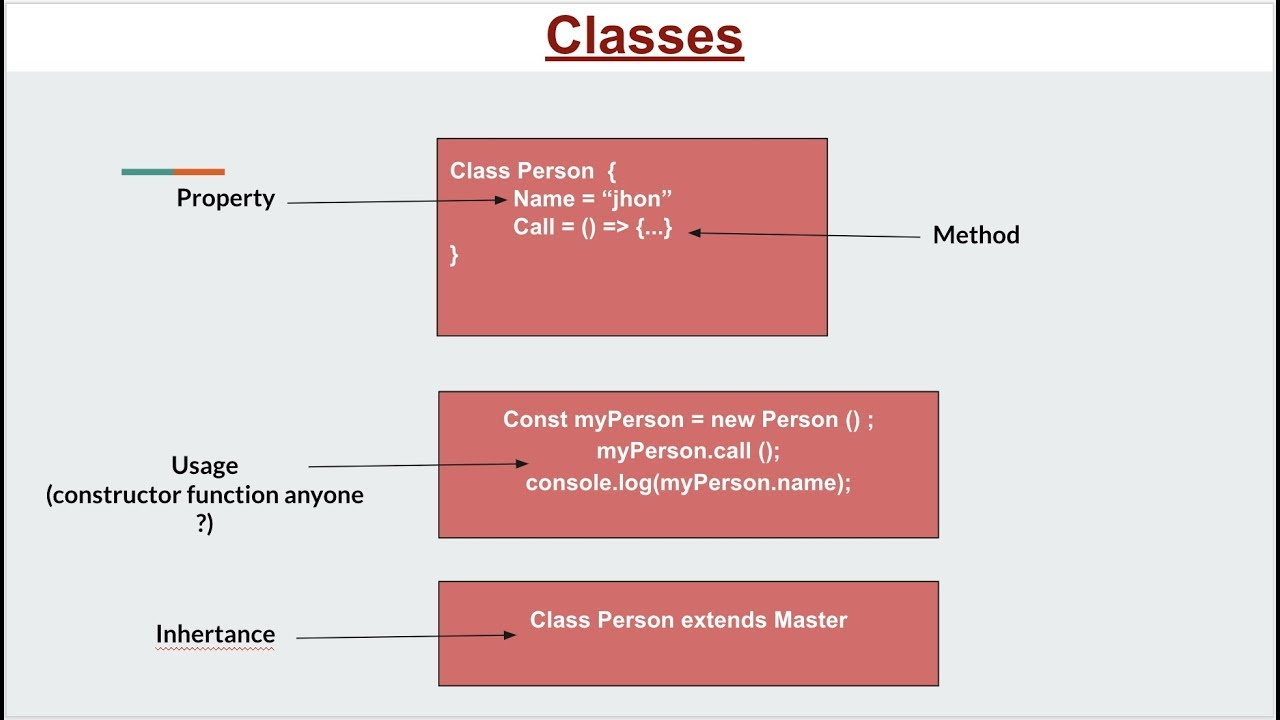 Classes
Class Person {
Property
Name = “jhon”
Call = () => {...}
Method
}
Const myPerson = new Person () ;
myPerson.call ();
console.log(myPerson.name);
Usage
(constructor function anyone
?)
Inhertance
Class Person extends Master